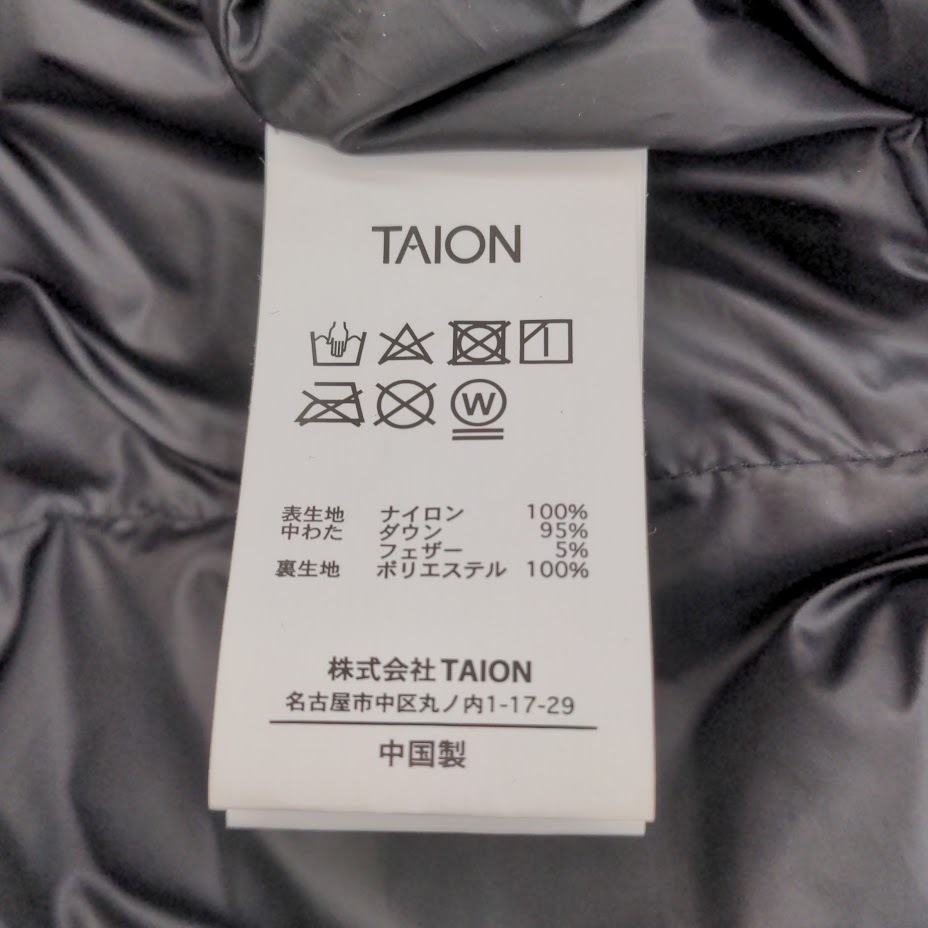 TAION
W
表生地 ナイロン 100%
中わた ダウン 95%
フェザー 5%
裏生地 ポリエステル 100%
株式会社 TAION
名古屋市中区丸ノ内1-17-29
中国製